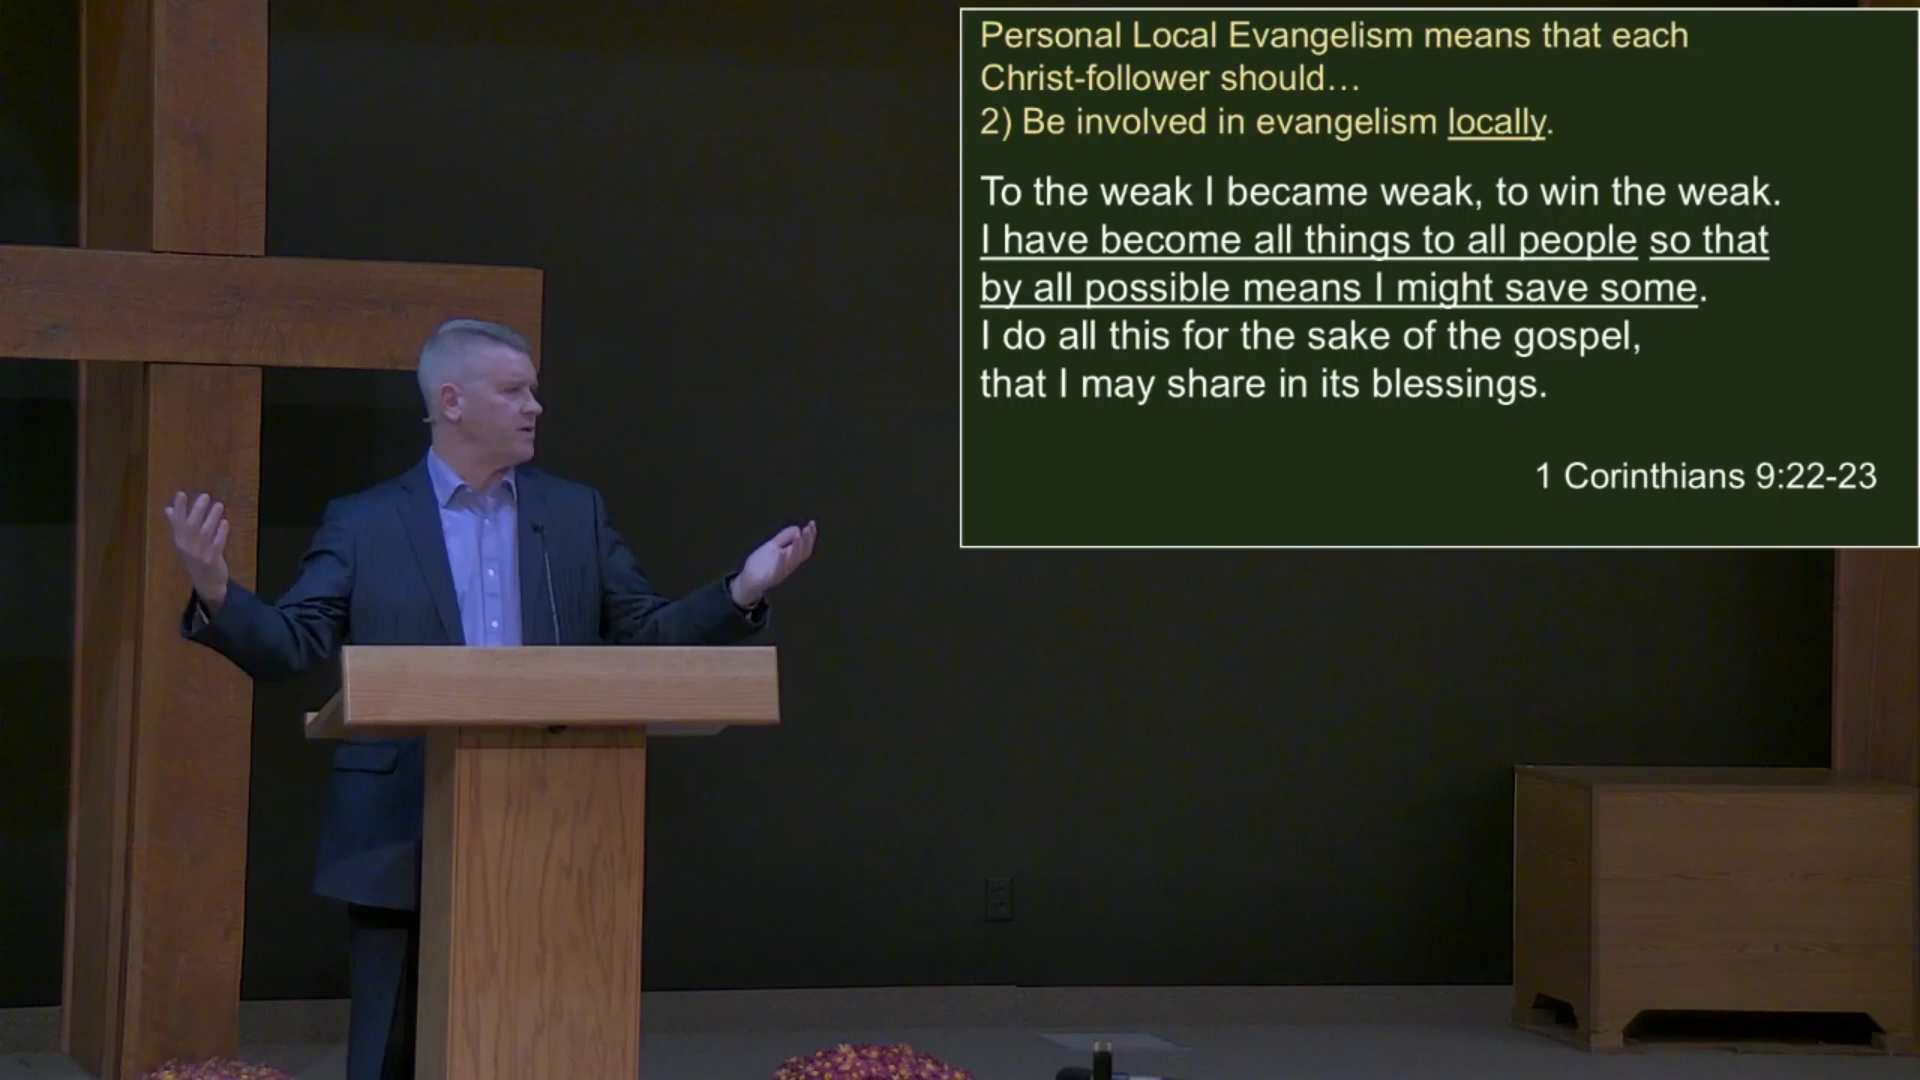 Personal Local Evangelism means that each
Christ-follower should…
2) Be involved in evangelism locally.
To the weak I became weak, to win the weak.
I have become all things to all people so that
by all possible means I might save some.
I do all this for the sake of the gospel,
that I may share in its blessings.
1 Corinthians 9:22-23